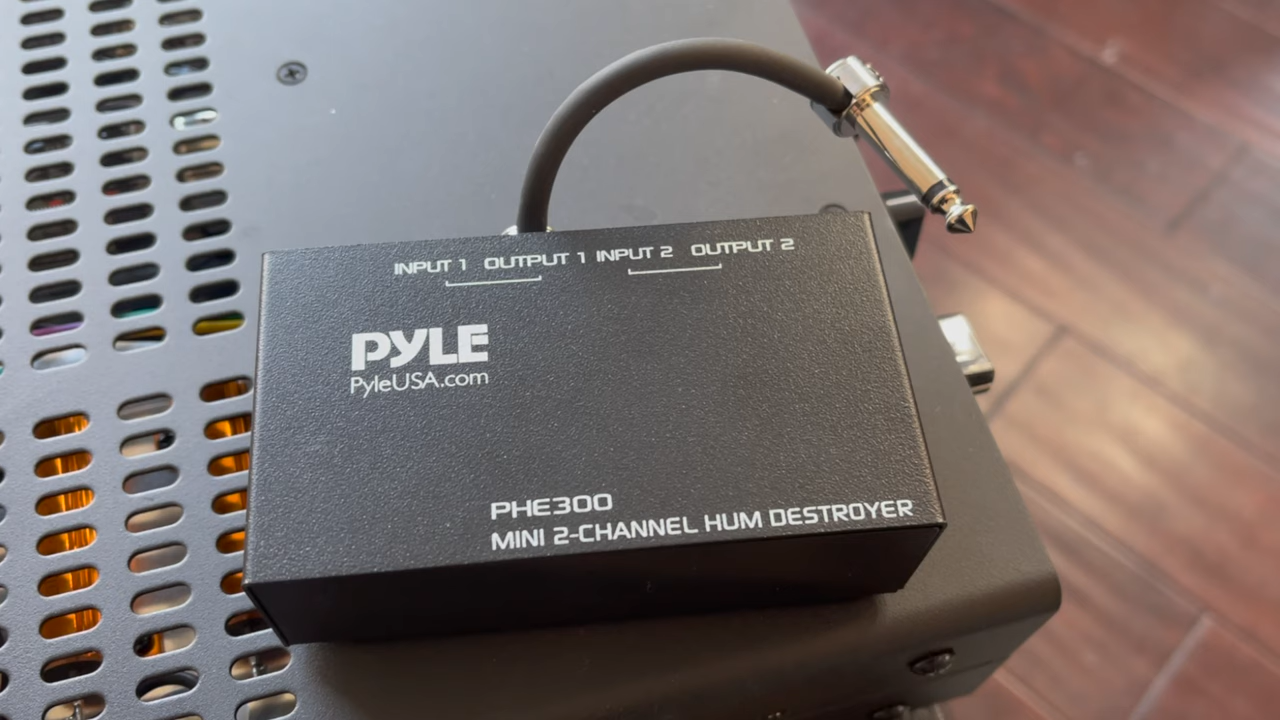 INPUT 1 OUTPUT 1 INPUT 2 OUTPUT 2
PYLE
PyleUSA.com
PHE300
MINI 2-CHANNEL HUM DESTROYER